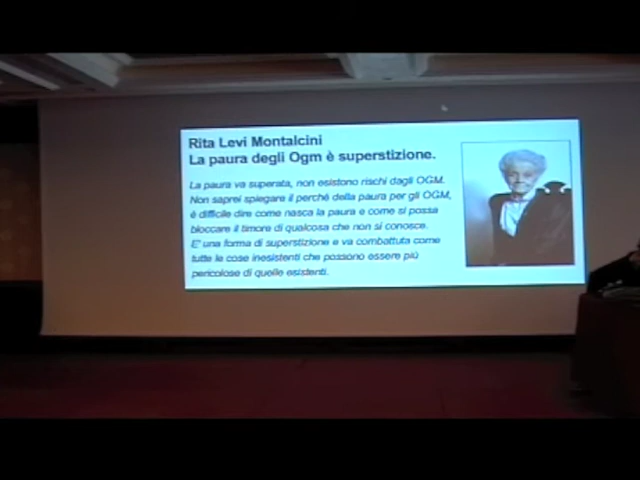 Rita Levi Montalcini
La paura degli Ogm è superstizione.
La paura va superata, non esistono rischi dagli OGM.
Non saprei spiegare il perché della paura per gli OGM,
è difficile dire come nasca la paura e come si possa
bloccare il timore di qualcosa che non si conosce.
E' una forma di superstizione e va combattuta come
tutte le cose inesistenti che possono essere più
pericolose di quelle esistenti.